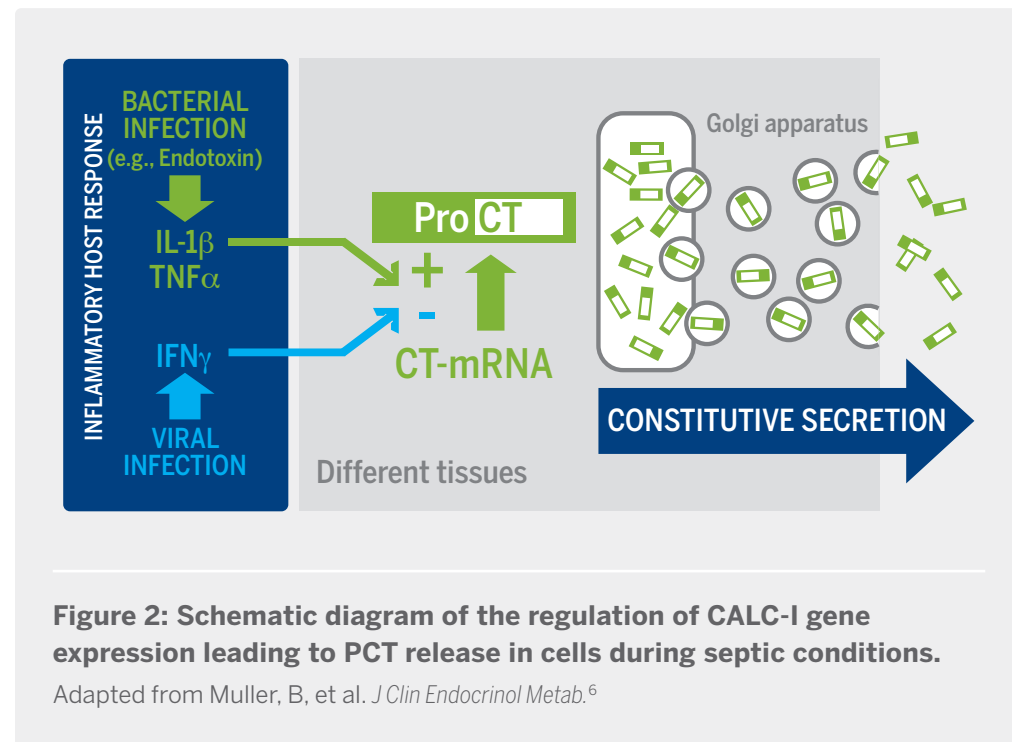 INFLAMMATORY HOST RESPONSE
BACTERIAL
INFECTION
(e.g., Endotoxin)
IL-1β
TNFα
IFNγ
VIRAL
INFECTION
Pro CT
+
-
CT-mRNA
Different tissues
Golgi apparatus
CONSTITUTIVE SECRETION
Figure 2: Schematic diagram of the regulation of CALC-I gene
expression leading to PCT release in cells during septic conditions.
Adapted from Muller, B, et al. J Clin Endocrinol Metab.⁶